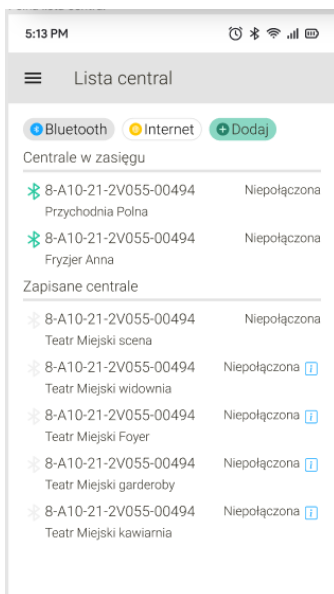 5:13 PM
Lista central
Bluetooth Internet Dodaj
Centrale w zasięgu
8-A10-21-2V055-00494 Niepołączona
Przychodnia Polna
8-A10-21-2V055-00494 Niepołączona
Fryzjer Anna
Zapisane centrale
8-A10-21-2V055-00494 Niepołączona
Teatr Miejski scena
8-A10-21-2V055-00494 Niepołączona i
Teatr Miejski widownia
8-A10-21-2V055-00494 Niepołączona i
Teatr Miejski Foyer
8-A10-21-2V055-00494 Niepołączona i
Teatr Miejski garderoby
8-A10-21-2V055-00494 Niepołączona i
Teatr Miejski kawiarnia